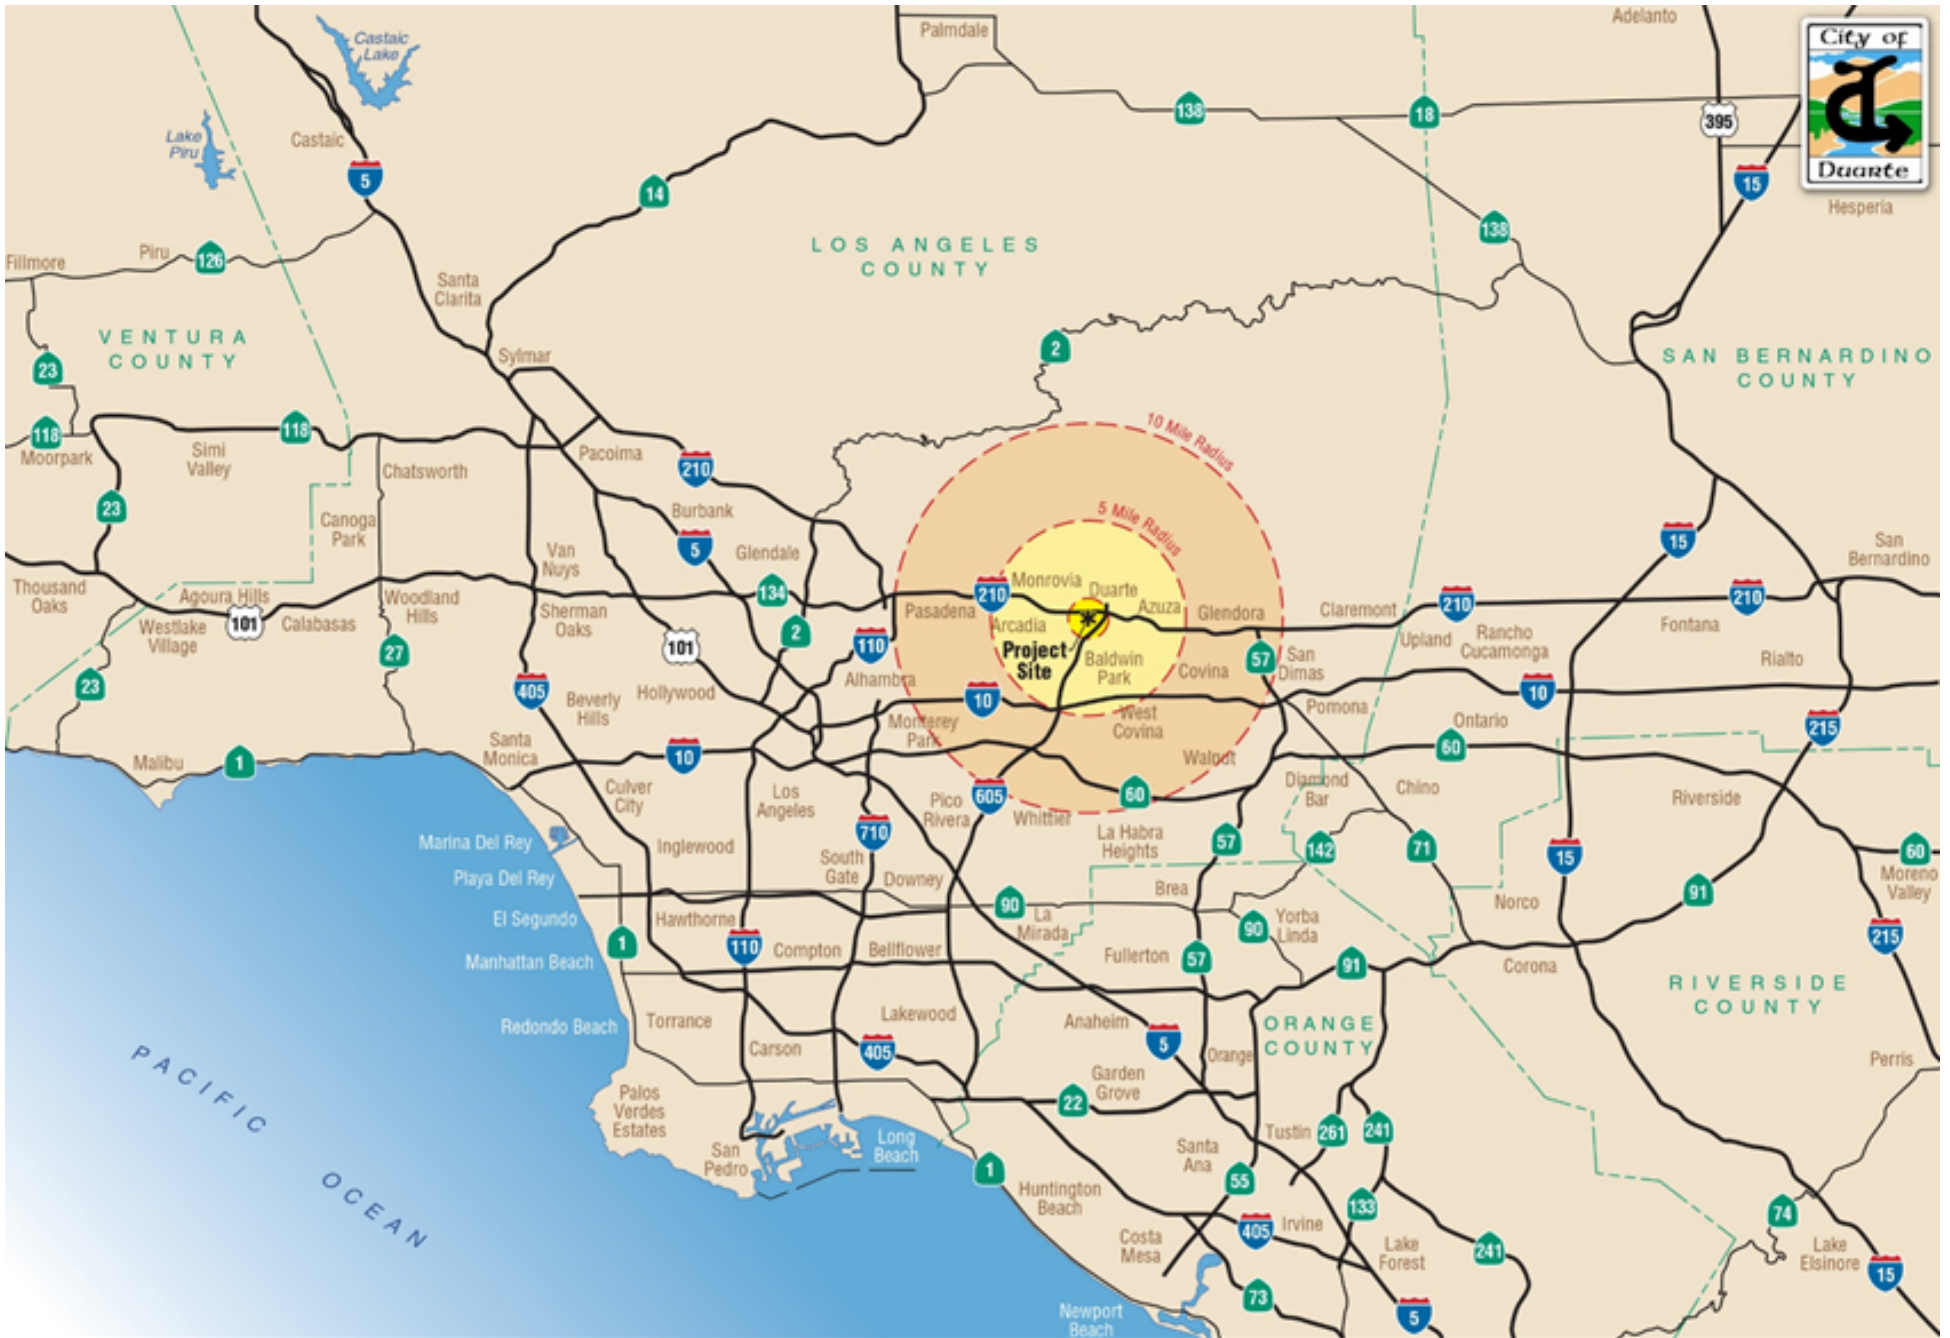 Castaic
Lake
Palmdale
Adelanto
City of
Duarte
Lake
Piru
Castaic
138
18
395
5
14
15
Hesperia
138
LOS ANGELES
COUNTY
Fillmore
Piru
126
Santa
Clarita
VENTURA
COUNTY
23
Sylmar
2
SAN BERNARDINO
COUNTY
118
Moorpark
Simi
Valley
118
Chatsworth
Pacoima
210
10 Mile Radius
23
Canoga
Park
Burbank
5
Glendale
5 Mile Radius
15
San
Bernardino
Thousand
Oaks
Agoura Hills
101
Westlake
Village
Calabasas
Woodland
Hills
Van
Nuys
Sherman
Oaks
134
2
Pasadena
210
Monrovia
Duarte
Azuza
Arcadia
Project
Site
Baldwin
Park
Glendora
Claremont
210
Upland
Rancho
Cucamonga
210
Fontana
Rialto
23
27
405
Beverly
Hills
101
Hollywood
110
Alhambra
10
Monterey
Park
Covina
57
San
Dimas
West
Covina
Pomona
10
Ontario
215
Malibu
1
Santa
Monica
10
Culver
City
Los
Angeles
710
Pico
Rivera
605
Whittier
60
Walnut
Diamond
Bar
60
Chino
Riverside
Marina Del Rey
Playa Del Rey
El Segundo
Manhattan Beach
Redondo Beach
Inglewood
South
Gate
Downey
La Habra
Heights
57
142
71
15
60
Moreno
Valley
Hawthorne
1
110
Compton
Bellflower
90
La
Mirada
Brea
90
Yorba
Linda
Norco
91
215
Fullerton
57
91
Corona
RIVERSIDE
COUNTY
Torrance
Carson
405
Lakewood
Anaheim
5
Orange
ORANGE
COUNTY
Perris
PACIFIC OCEAN
Palos
Verdes
Estates
San
Pedro
Long
Beach
22
Garden
Grove
1
Huntington
Beach
Santa
Ana
Tustin
261
241
55
133
74
Costa
Mesa
405
Irvine
Lake
Forest
241
Lake
Elsinore
15
73
5
Newport
Beach